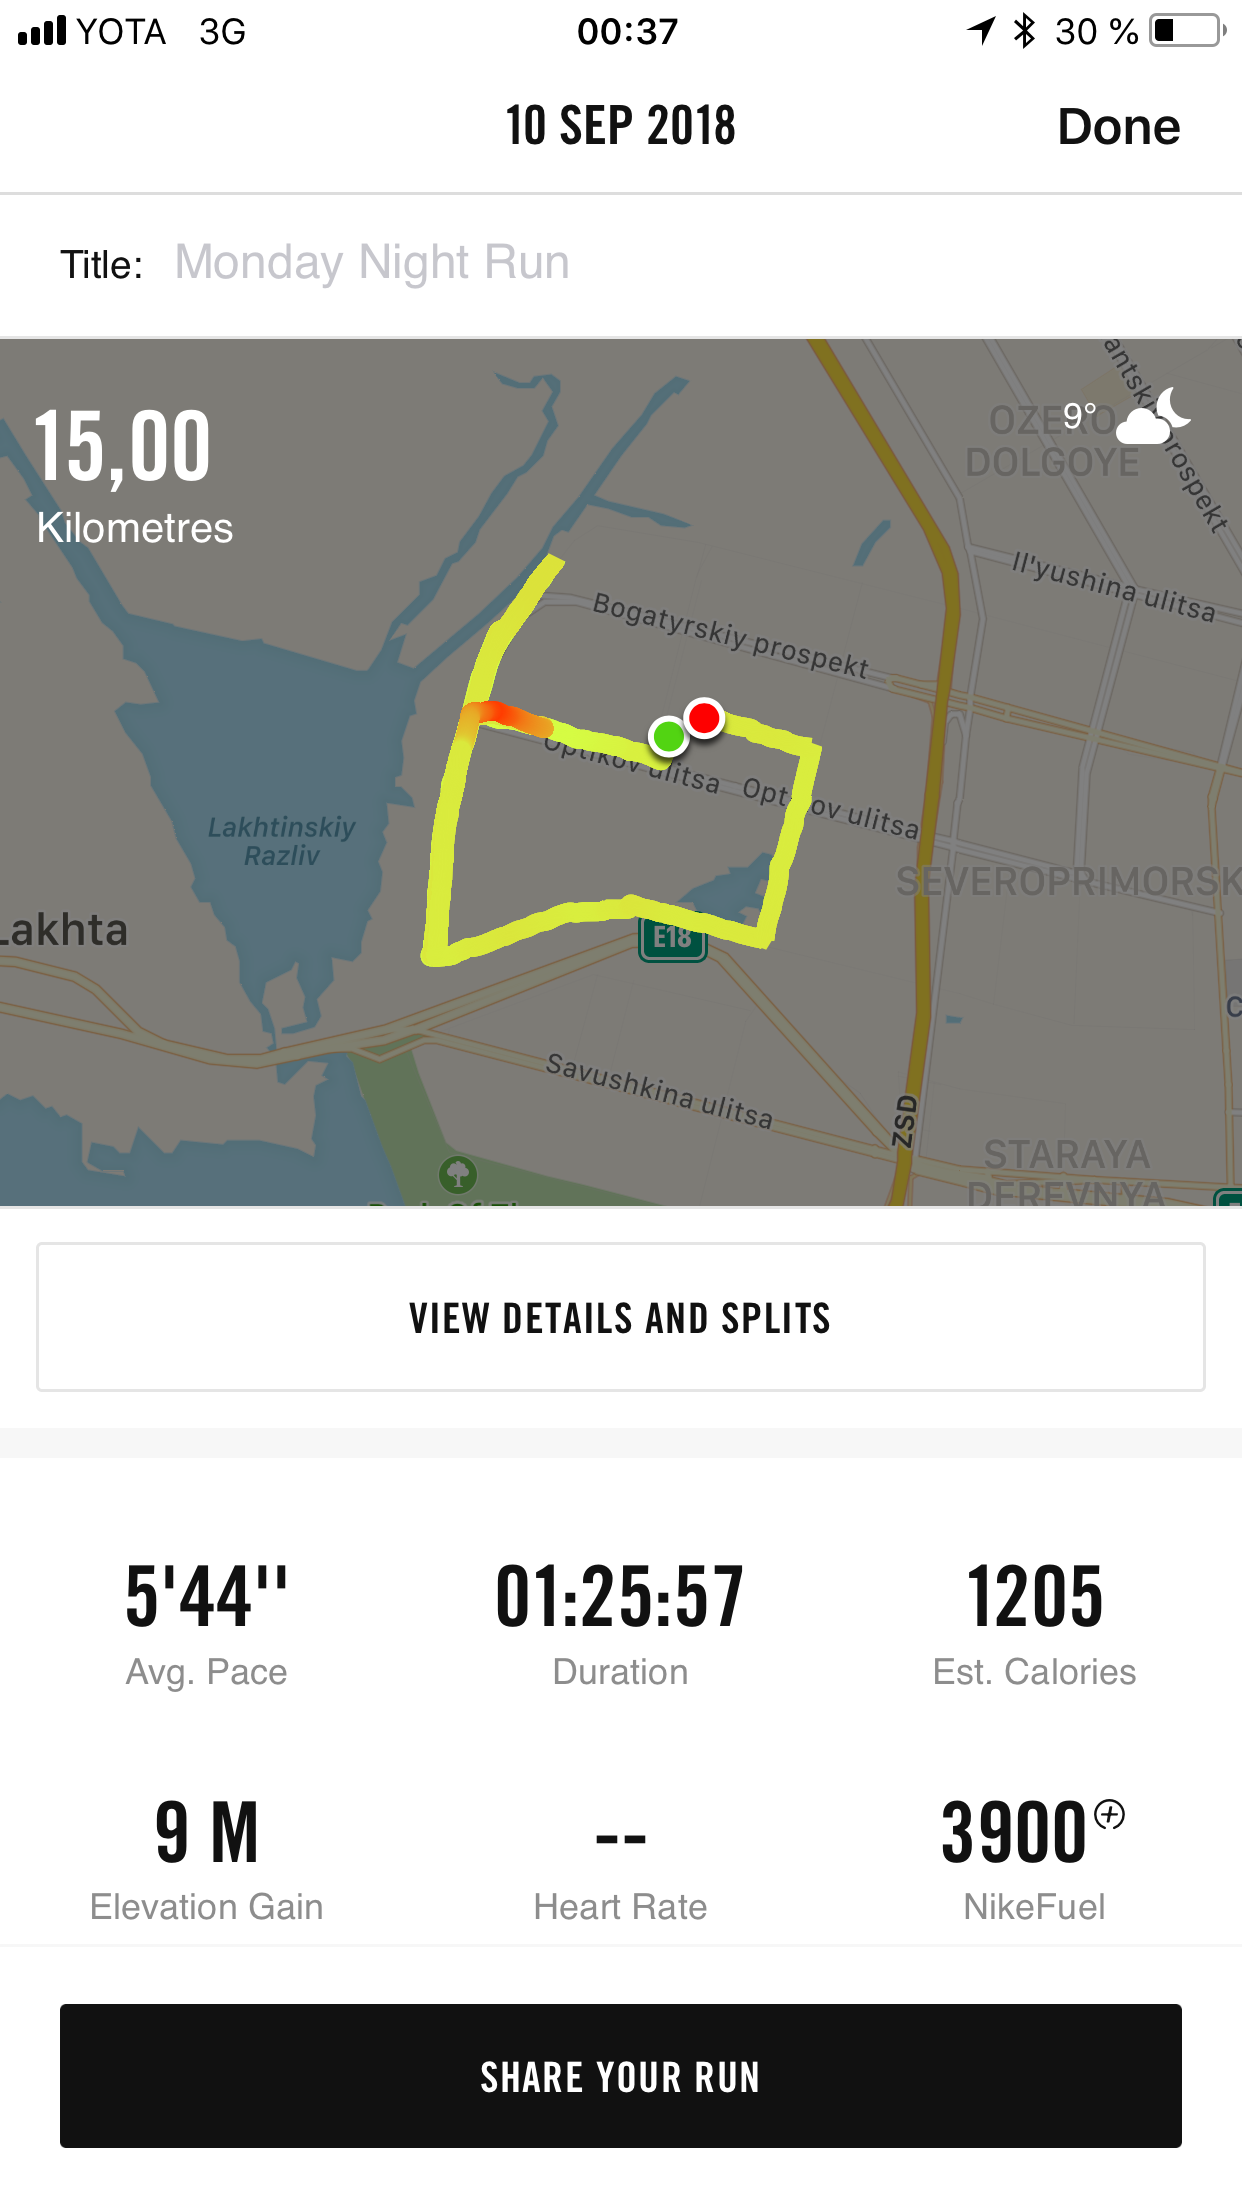 YOTA 3G 00:37 30 %
10 SEP 2018 Done
Title: Monday Night Run
15,00
Kilometres
9°
OZERO
DOLGOYE
Il'yushina ulitsa
Bogatyrskiy prospekt
Optikov ulitsa
Optikov ulitsa
Lakhtinskiy
Razliv
SEVEROPRIMORSK
Lakhta
E18
Savushkina ulitsa
ZSD
STARAYA
DEREVNYA
VIEW DETAILS AND SPLITS
5'44'' 01:25:57 1205
Avg. Pace Duration Est. Calories
9 M -- 3900
Elevation Gain Heart Rate NikeFuel
SHARE YOUR RUN